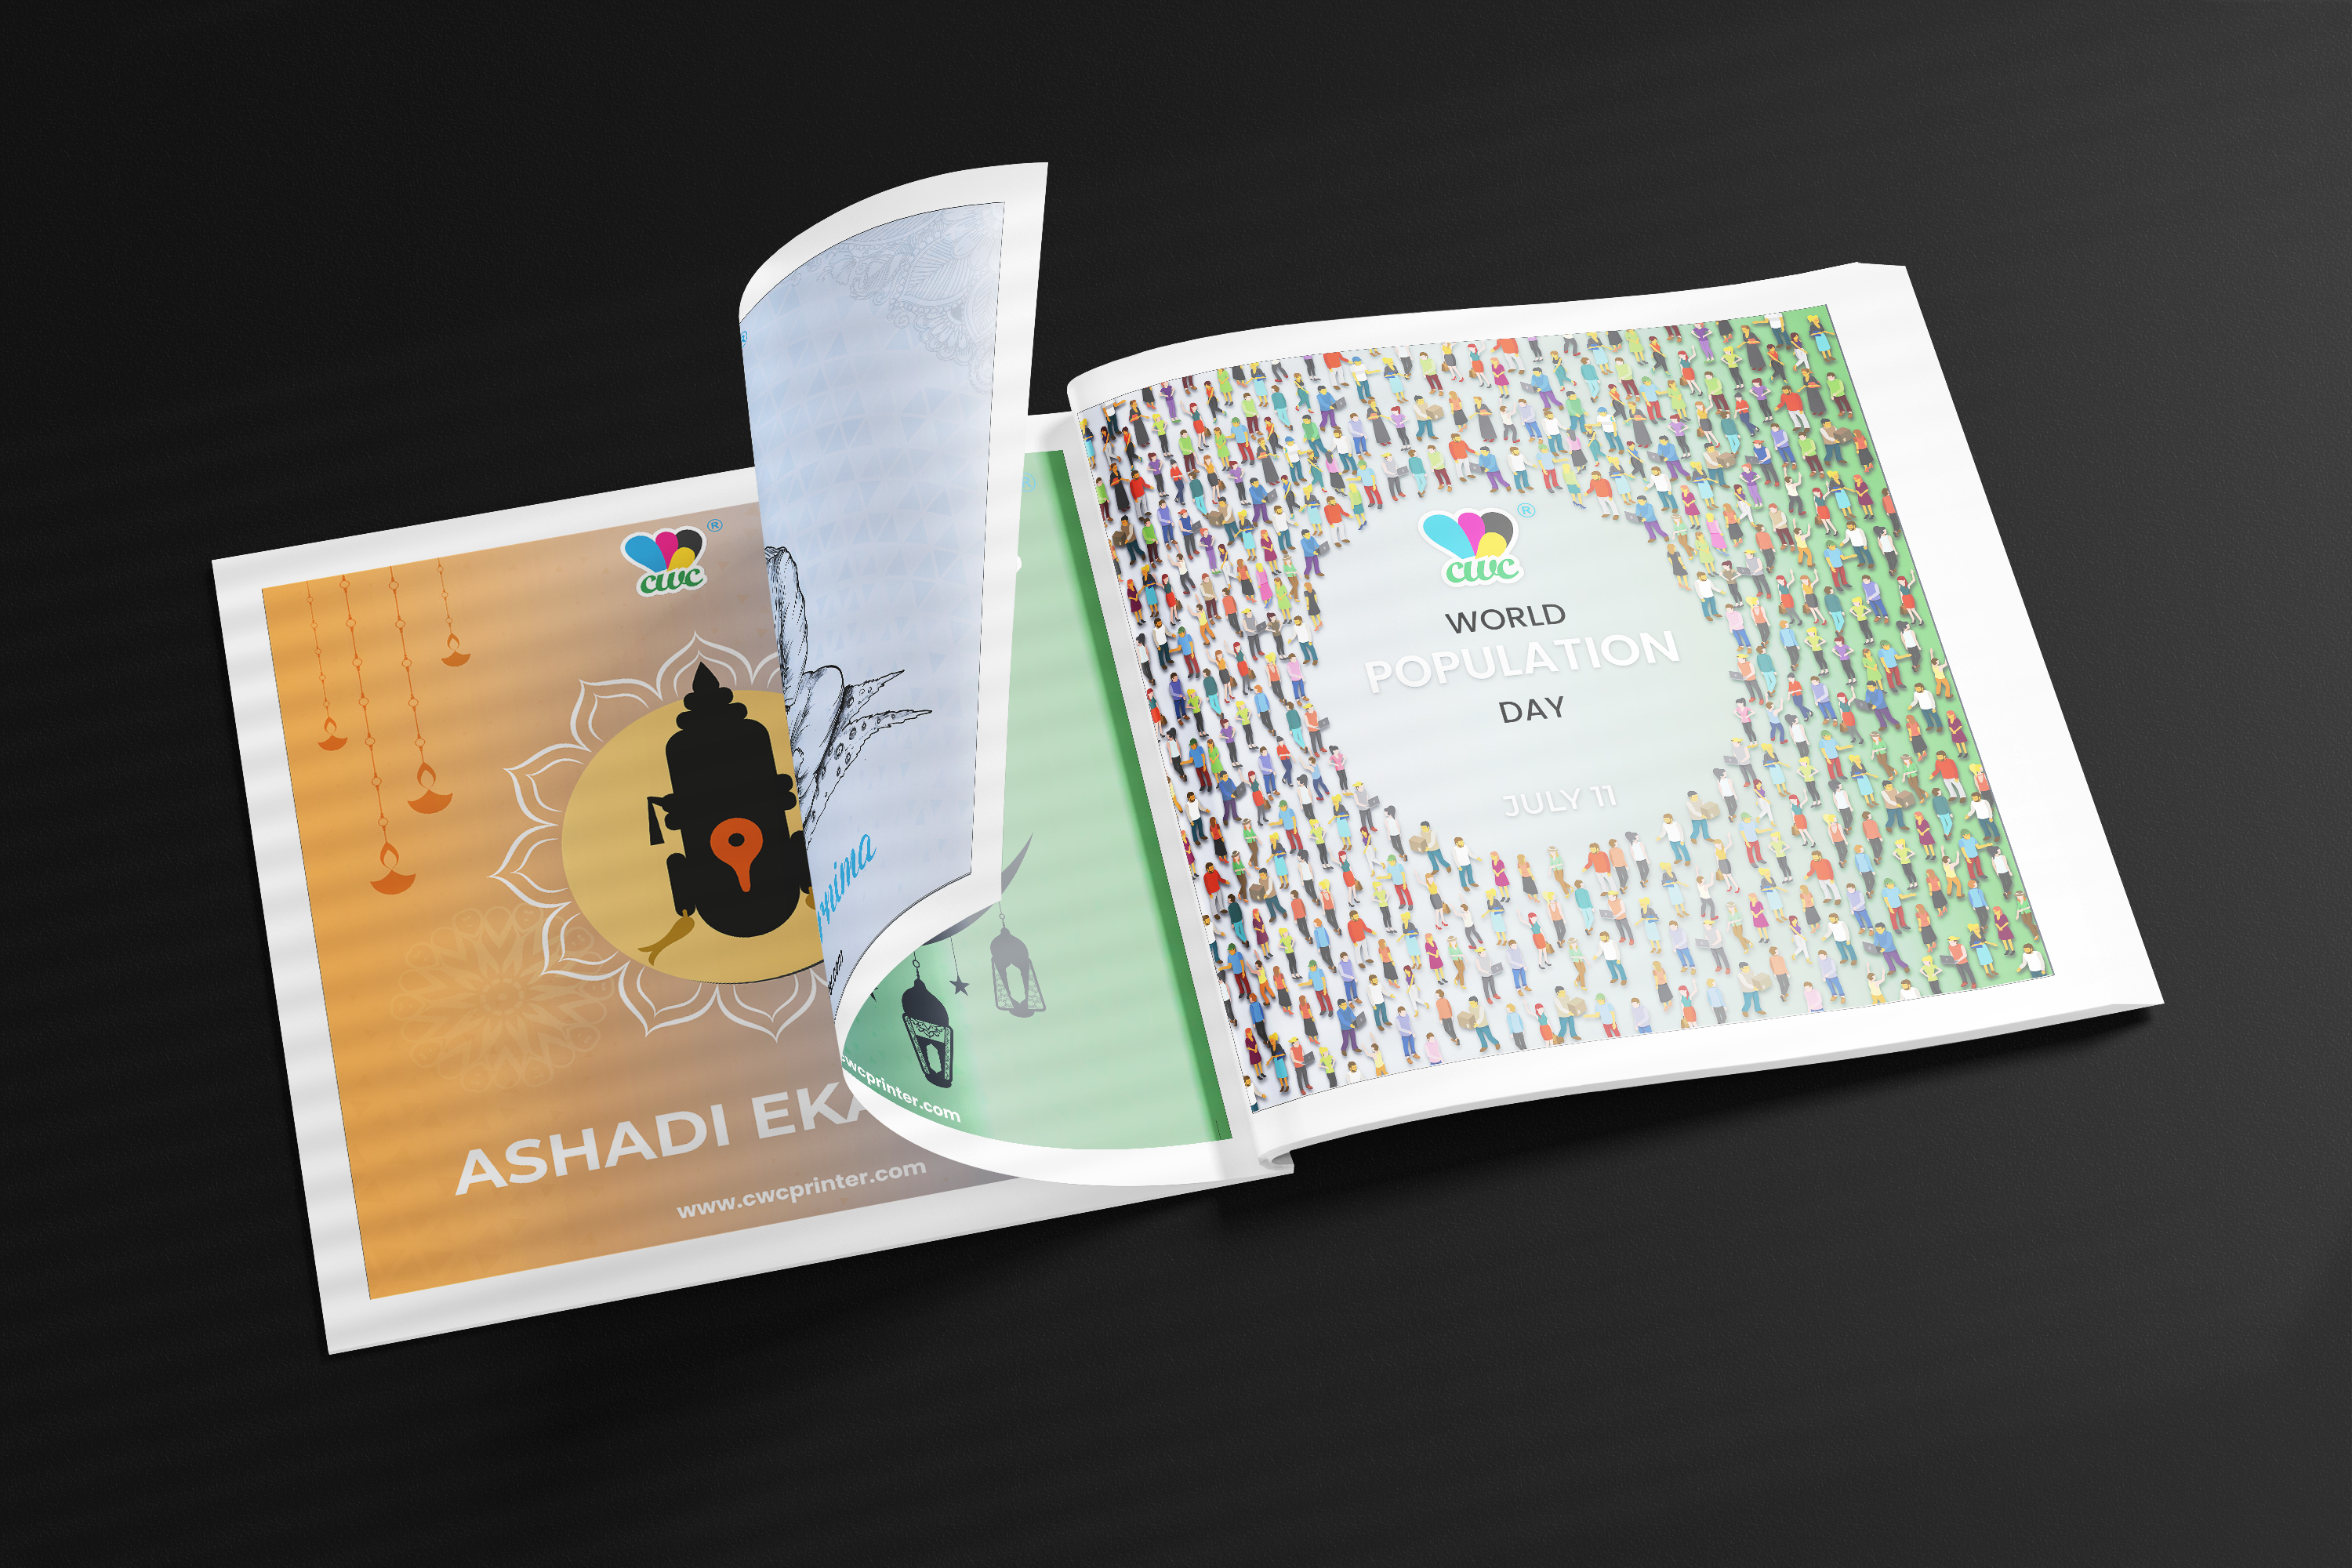 cwc ®
ASHADI EKA
www.cwcprinter.com
®
cwcprinter.com
cwc ®
WORLD
POPULATION
DAY
JULY 11